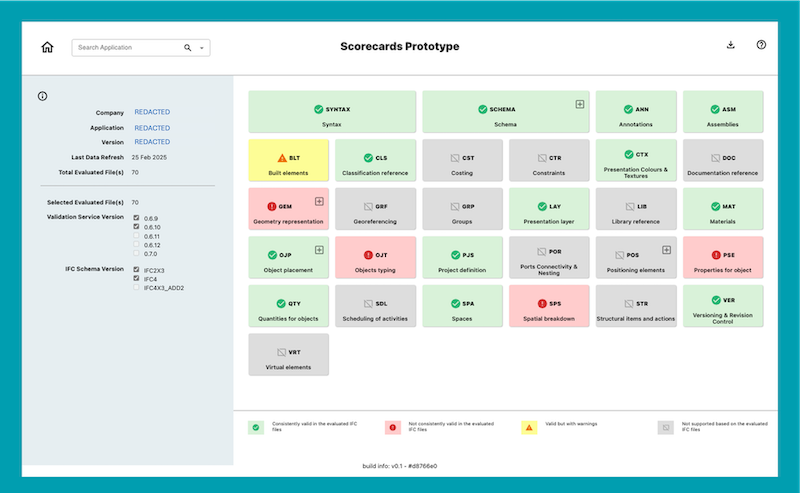 Search Application
Scorecards Prototype
Company REDACTED
Application REDACTED
Version REDACTED
Last Data Refresh 25 Feb 2025
Total Evaluated File(s) 70
Selected Evaluated File(s) 70
Validation Service Version 0.6.9
0.6.10
0.6.11
0.6.12
0.7.0
IFC Schema Version IFC2X3
IFC4
IFC4X3_ADD2
SYNTAX
Syntax
SCHEMA
Schema
ANN
Annotations
ASM
Assemblies
BLT
Built elements
CLS
Classification reference
CST
Costing
CTR
Constraints
CTX
Presentation Colours &
Textures
DOC
Documentation reference
GEM
Geometry representation
GRF
Georeferencing
GRP
Groups
LAY
Presentation layer
LIB
Library reference
MAT
Materials
OJP
Object placement
OJT
Objects typing
PJS
Project definition
POR
Ports Connectivity &
Nesting
POS
Positioning elements
PSE
Properties for object
QTY
Quantities for objects
SDL
Scheduling of activities
SPA
Spaces
SPS
Spatial breakdown
STR
Structural items and actions
VER
Versioning & Revision
Control
VRT
Virtual elements
Consistently valid in the evaluated IFC
files
Not consistently valid in the evaluated
IFC files
Valid but with warnings
Not supported based on the evaluated
IFC files
build info: v0.1 - #d8766e0